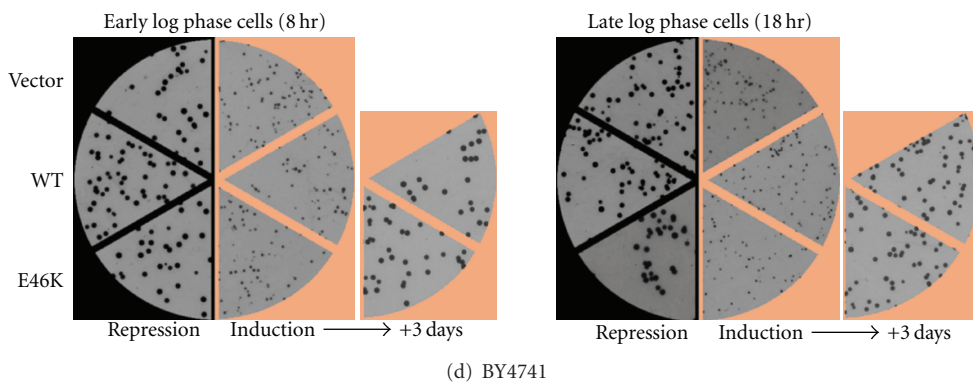 Early log phase cells (8 hr)
Late log phase cells (18 hr)
Vector
WT
E46K
Repression Induction +3 days
Repression Induction +3 days
(d) BY4741